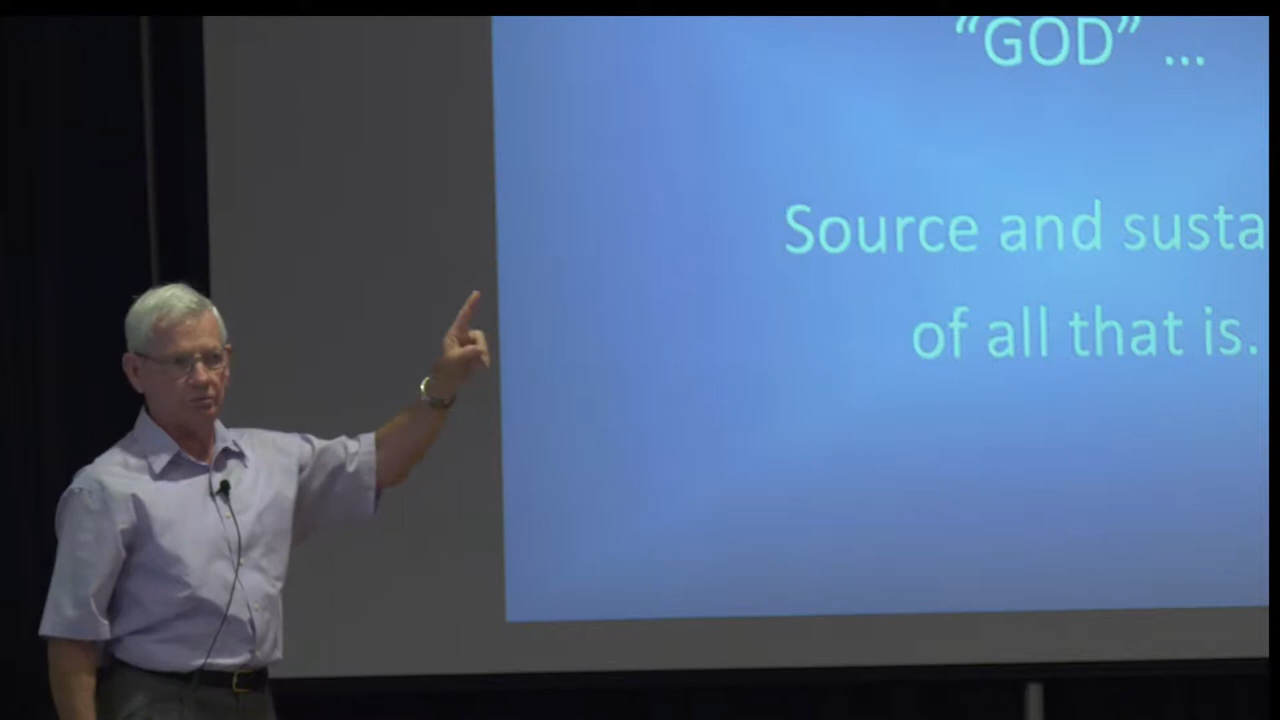 “GOD” ...
Source and susta
of all that is.